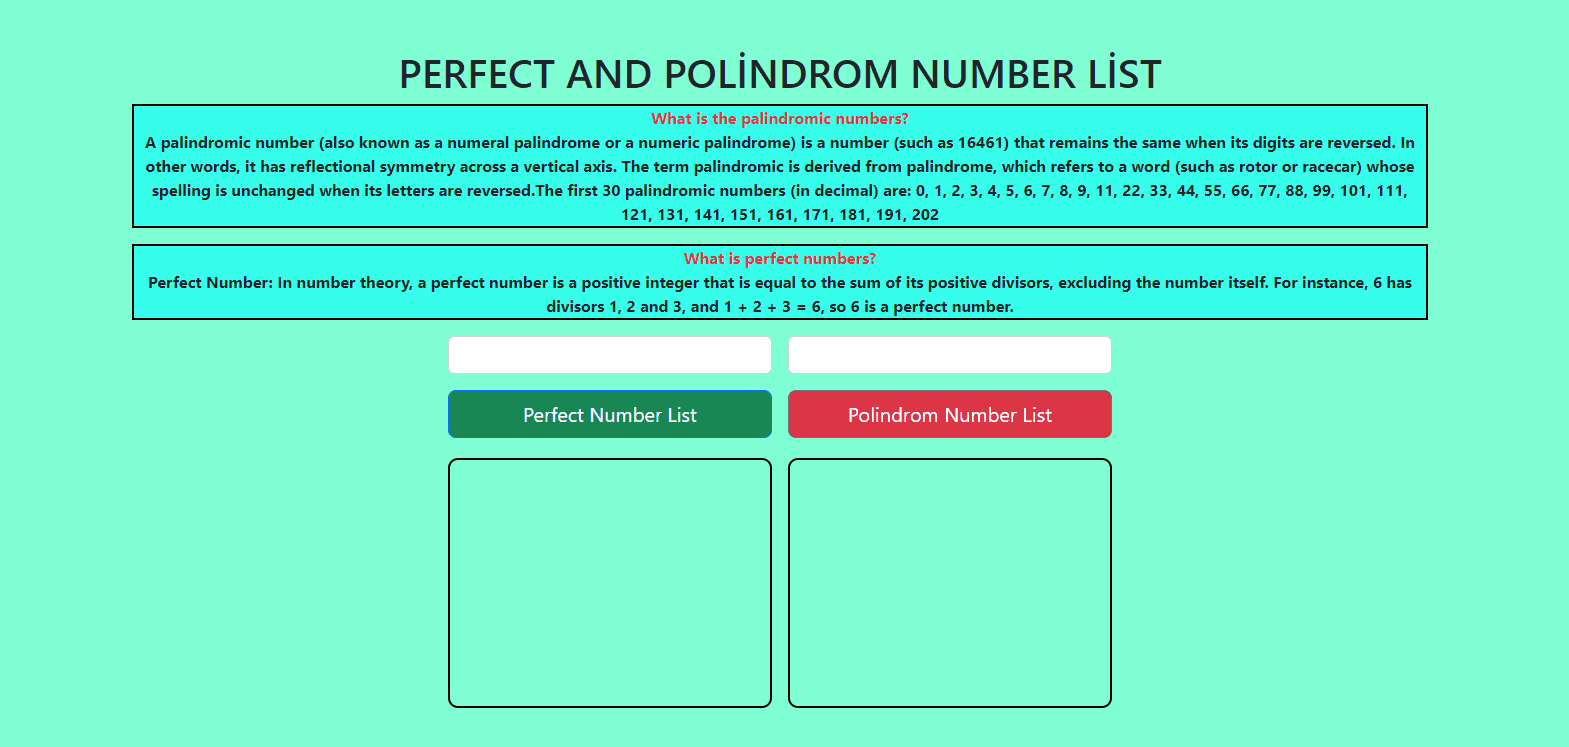 PERFECT AND POLİNDROM NUMBER LİST
What is the palindromic numbers?
A palindromic number (also known as a numeral palindrome or a numeric palindrome) is a number (such as 16461) that remains the same when its digits are reversed. In
other words, it has reflectional symmetry across a vertical axis. The term palindromic is derived from palindrome, which refers to a word (such as rotor or racecar) whose
spelling is unchanged when its letters are reversed.The first 30 palindromic numbers (in decimal) are: 0, 1, 2, 3, 4, 5, 6, 7, 8, 9, 11, 22, 33, 44, 55, 66, 77, 88, 99, 101, 111,
121, 131, 141, 151, 161, 171, 181, 191, 202
What is perfect numbers?
Perfect Number: In number theory, a perfect number is a positive integer that is equal to the sum of its positive divisors, excluding the number itself. For instance, 6 has
divisors 1, 2 and 3, and 1 + 2 + 3 = 6, so 6 is a perfect number.
Perfect Number List
Polindrom Number List